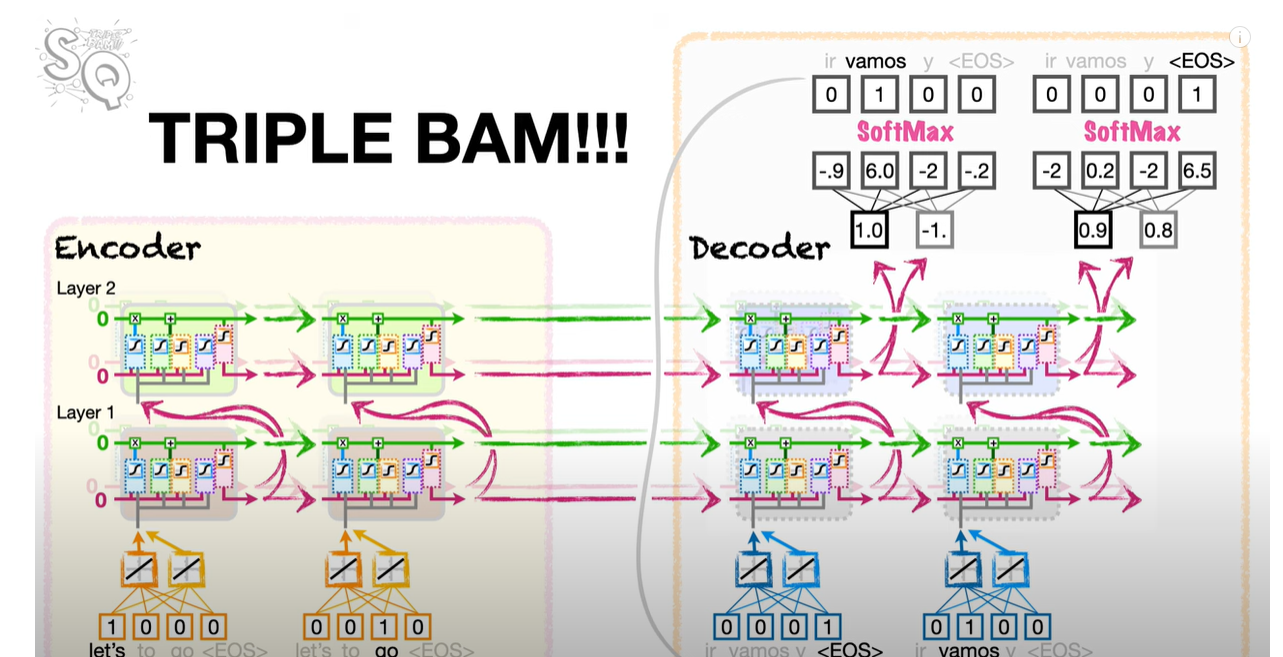 SQ
TRIPLE BAM!!!
ir vamos y <EOS>
ir vamos y <EOS>
0 1 0 0
0 0 0 1
SoftMax
SoftMax
-.9 6.0 -2 -.2
-2 0.2 -2 6.5
1.0 -1.
0.9 0.8
Encoder
Decoder
Layer 2
0
0
0
0
Layer 1
0
0
0
0
1 0 0 0
0 0 1 0
0 0 0 1
0 1 0 0
let's to go <EOS>
let's to go <EOS>
ir vamos y <EOS>
ir vamos y <EOS>